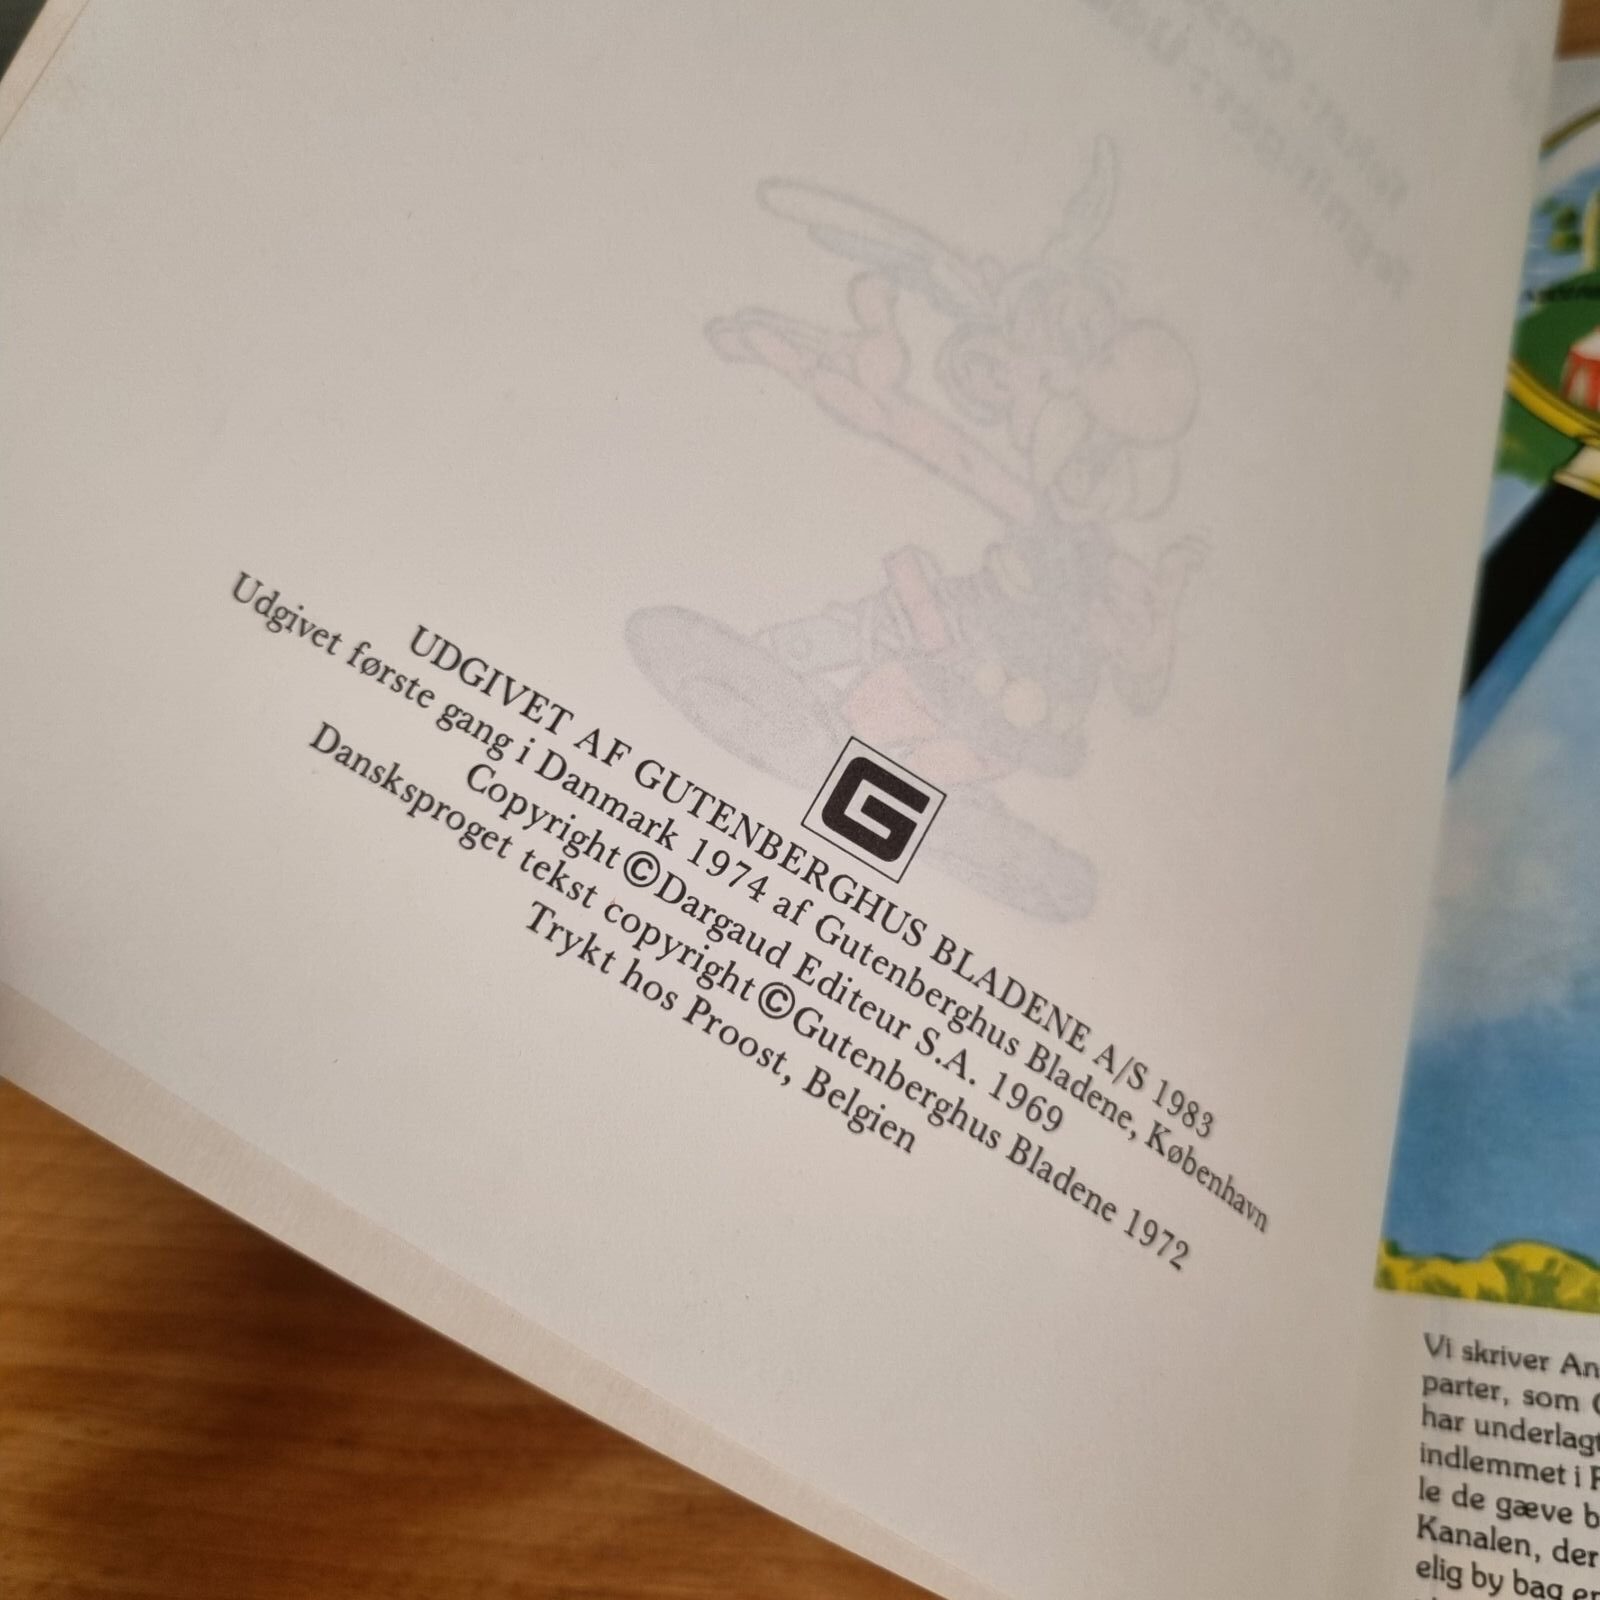 G
UDGIVET AF GUTENBERGHUS BLADENE A/S 1983
Udgivet første gang i Danmark 1974 af Gutenberghus Bladene, København
Copyright © Dargaud Editeur S.A. 1969
Dansksproget tekst copyright © Gutenberghus Bladene 1972
Trykt hos Proost, Belgien
Vi skriver
parter, som
har
indlemmet i
le de gæve
Kanalen, der
elig by bag